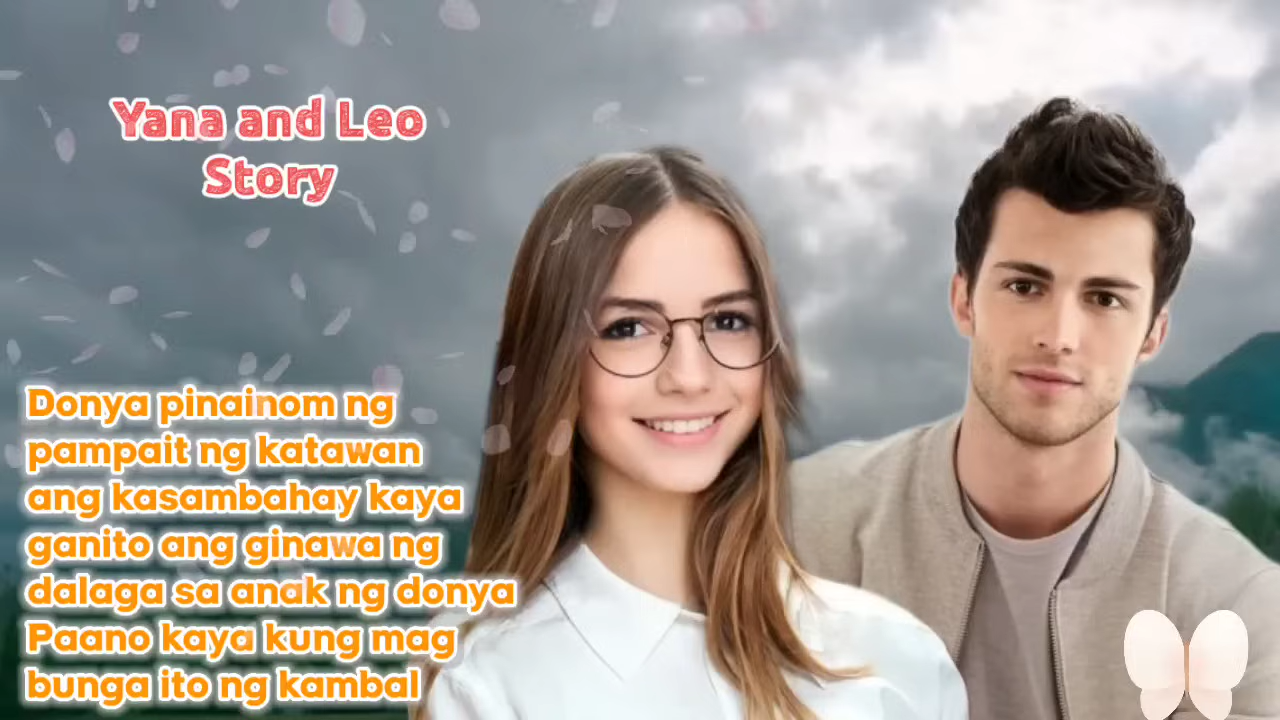 Yana and Leo
Story
Donya pinainom ng
pampait ng katawan
ang kasambahay kaya
ganito ang ginawa ng
dalaga sa anak ng donya
Paano kaya kung mag
bunga ito ng kambal